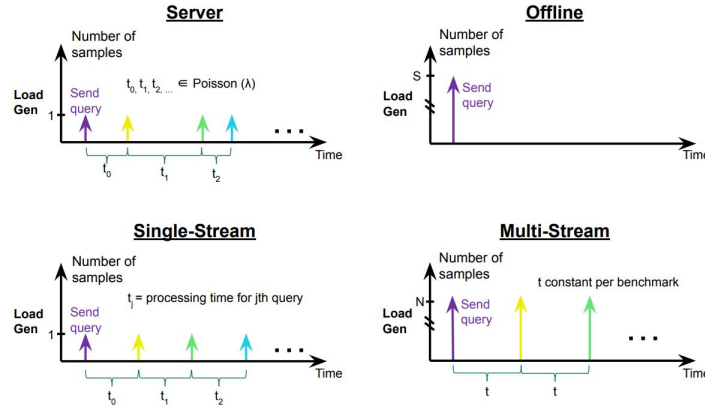 Server
Number of
samples
t0, t1, t2, ... ∈ Poisson (λ)
Load
Gen
1
Send
query
...
Time
t0
t1
t2
Offline
Number of
samples
S
Send
query
Load
Gen
Time
Single-Stream
Number of
samples
tj = processing time for jth query
Send
query
Load
Gen
1
...
Time
t0
t1
t2
Multi-Stream
Number of
samples
t constant per benchmark
N
Send
query
Load
Gen
...
Time
t
t